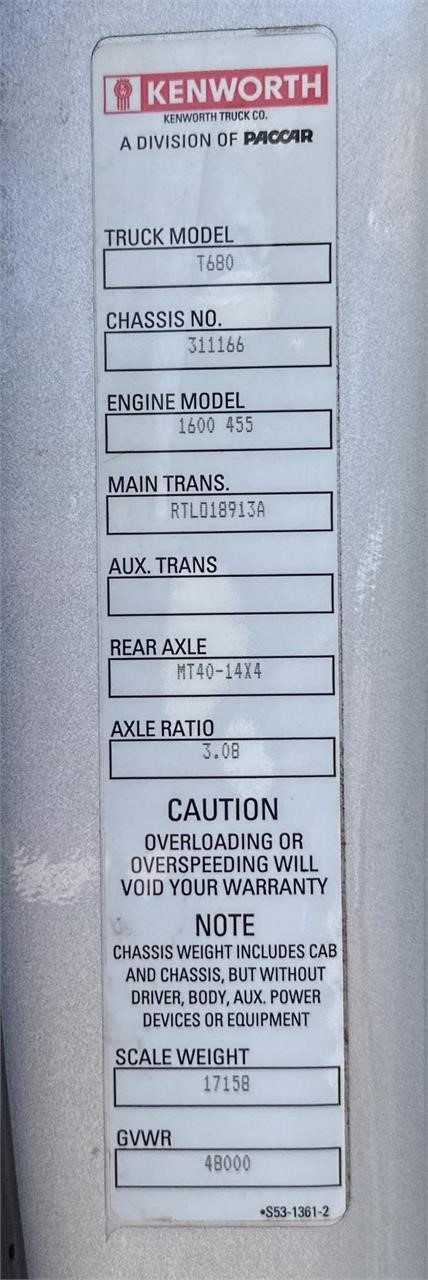 KENWORTH
KENWORTH TRUCK CO.
A DIVISION OF PACCAR
TRUCK MODEL
T680
CHASSIS NO.
311166
ENGINE MODEL
1600 455
MAIN TRANS.
RTLO18913A
AUX. TRANS
REAR AXLE
MT40-14X4
AXLE RATIO
3.08
CAUTION
OVERLOADING OR
OVERSPEEDING WILL
VOID YOUR WARRANTY
NOTE
CHASSIS WEIGHT INCLUDES CAB
AND CHASSIS, BUT WITHOUT
DRIVER, BODY, AUX. POWER
DEVICES OR EQUIPMENT
SCALE WEIGHT
17158
GVWR
48000
•S53-1361-2